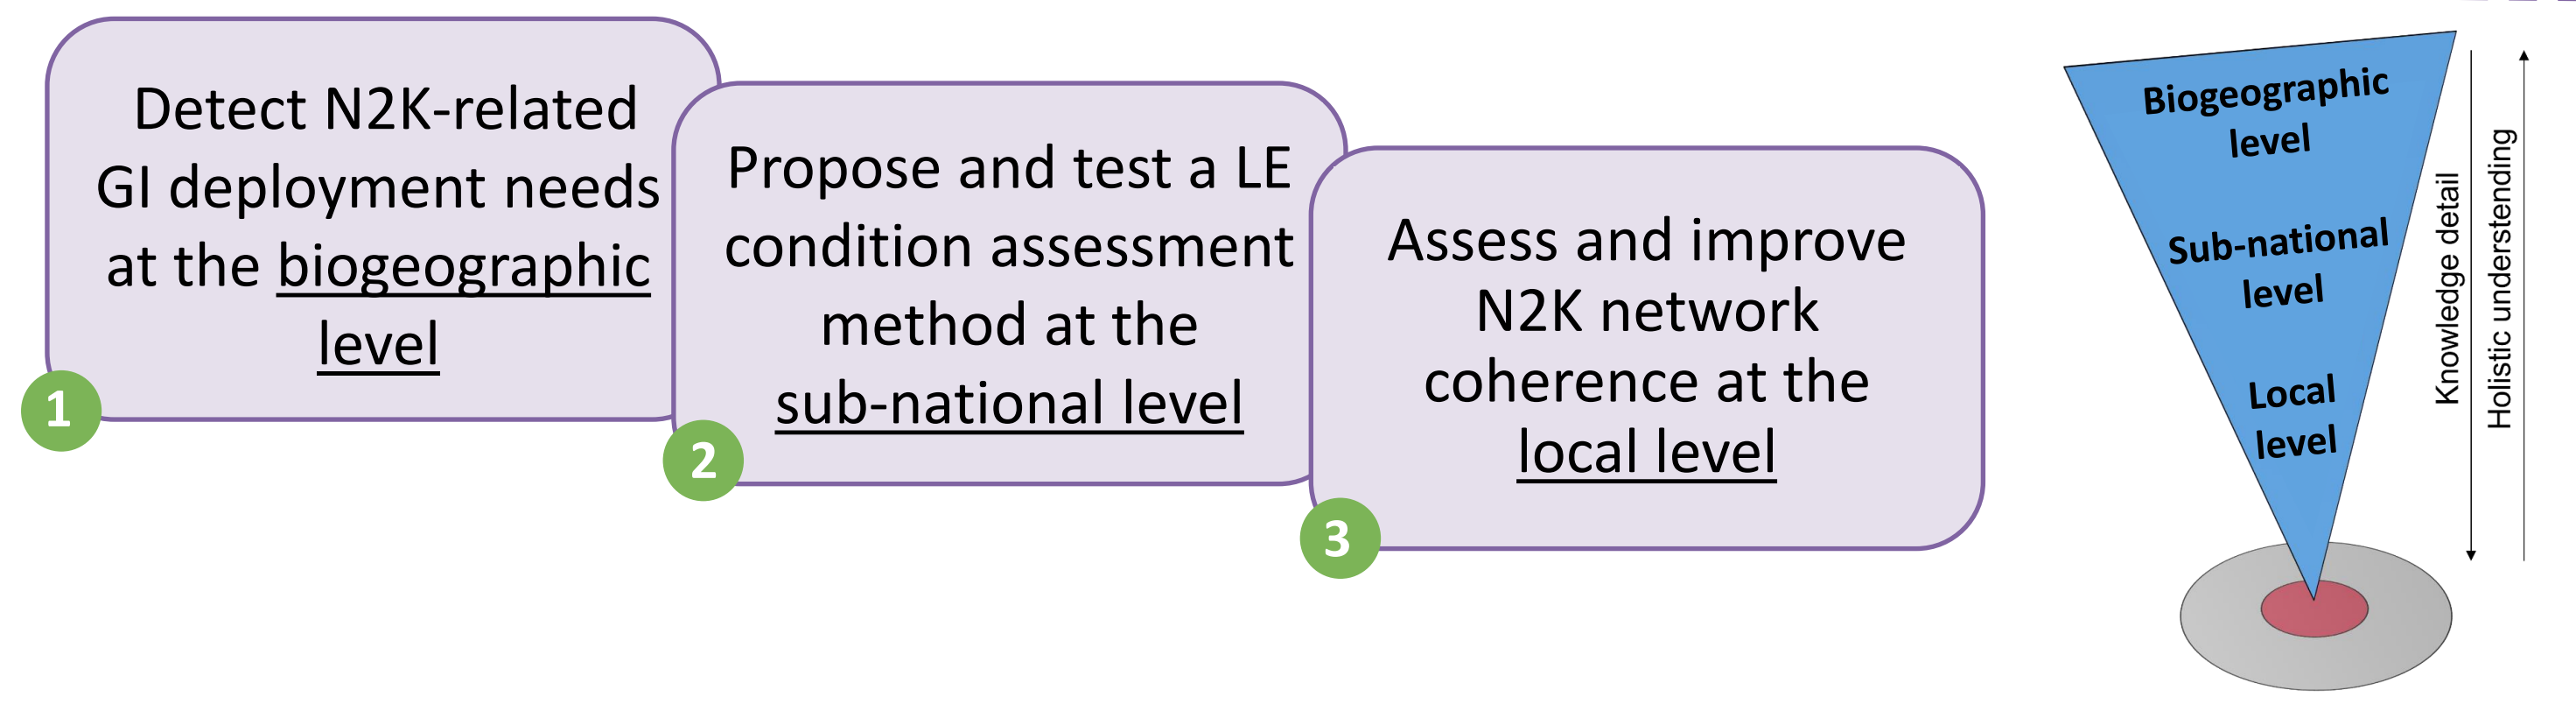 Detect N2K-related
GI deployment needs
at the biogeographic
level
1
Propose and test a LE
condition assessment
method at the
sub-national level
2
Assess and improve
N2K network
coherence at the
local level
3
Biogeographic
level
Sub-national
level
Local
level
Knowledge detail
Holistic understending